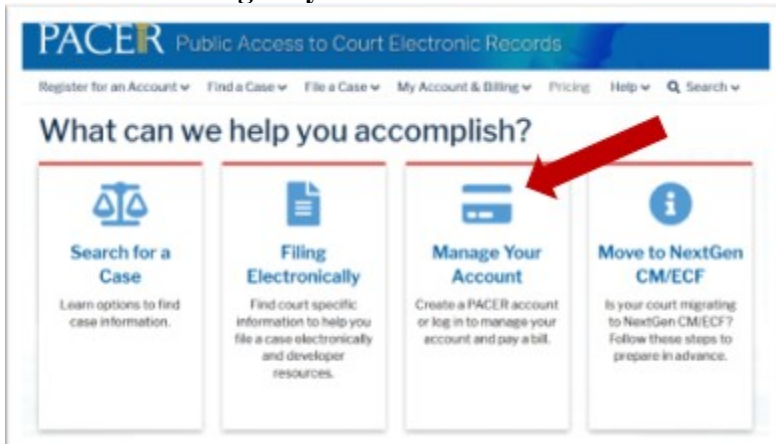 PACER Public Access to Court Electronic Records
Register for an Account Find a Case File a Case My Account & Billing Pricing Help Search
What can we help you accomplish?
Search for a
Case
Learn options to find
case information.
Filing
Electronically
Find court specific
information to help you
file a case electronically
and developer
resources.
Manage Your
Account
Create a PACER account
or log in to manage your
account and pay a bill.
Move to NextGen
CM/ECF
Is your court migrating
to NextGen CM/ECF?
Follow these steps to
prepare in advance.